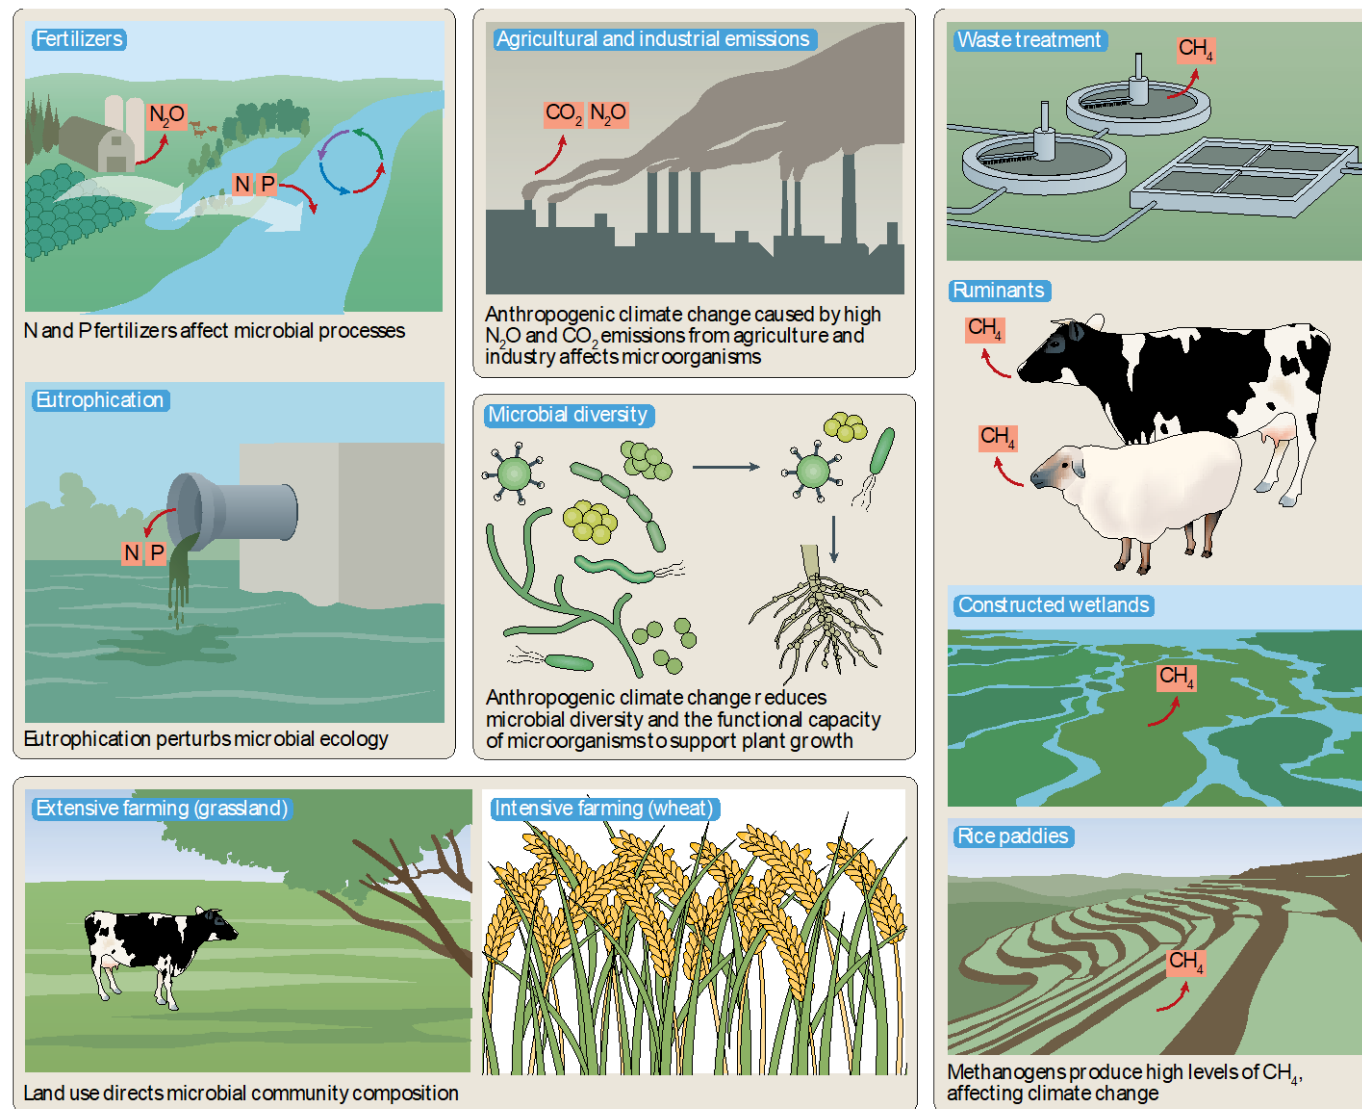 Fertilizers
N₂O
N P
N and P fertilizers affect microbial processes
Eutrophication
N P
Eutrophication perturbs microbial ecology
Agricultural and industrial emissions
CO₂ N₂O
Anthropogenic climate change caused by high
N₂O and CO₂ emissions from agriculture and
industry affects microorganisms
Microbial diversity
Anthropogenic climate change reduces
microbial diversity and the functional capacity
of microorganisms to support plant growth
Extensive farming (grassland)
Intensive farming (wheat)
Land use directs microbial community composition
Waste treatment
CH₄
Ruminants
CH₄
CH₄
Constructed wetlands
CH₄
Rice paddies
CH₄
Methanogens produce high levels of CH₄,
affecting climate change